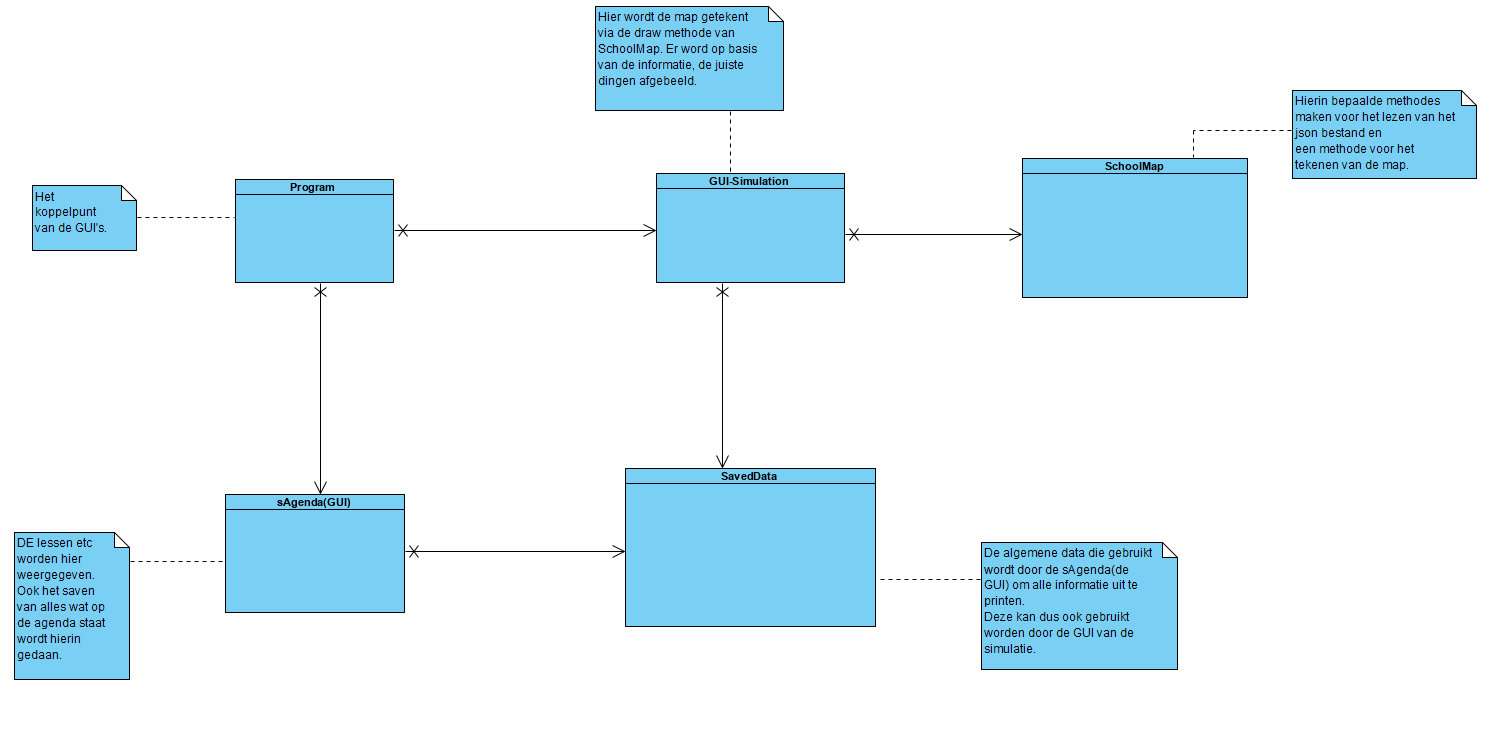 Hier wordt de map getekent
via de draw methode van
SchoolMap. Er word op basis
van de informatie, de juiste
dingen afgebeeld.
Hierin bepaalde methodes
maken voor het lezen van het
json bestand en
een methode voor het
tekenen van de map.
Het
koppelpunt
van de GUI's.
Program
GUI-Simulation
SchoolMap
sAgenda(GUI)
SavedData
DE lessen etc
worden hier
weergegeven.
Ook het saven
van alles wat op
de agenda staat
wordt hierin
gedaan.
De algemene data die gebruikt
wordt door de sAgenda(de
GUI) om alle informatie uit te
printen.
Deze kan dus ook gebruikt
worden door de GUI van de
simulatie.